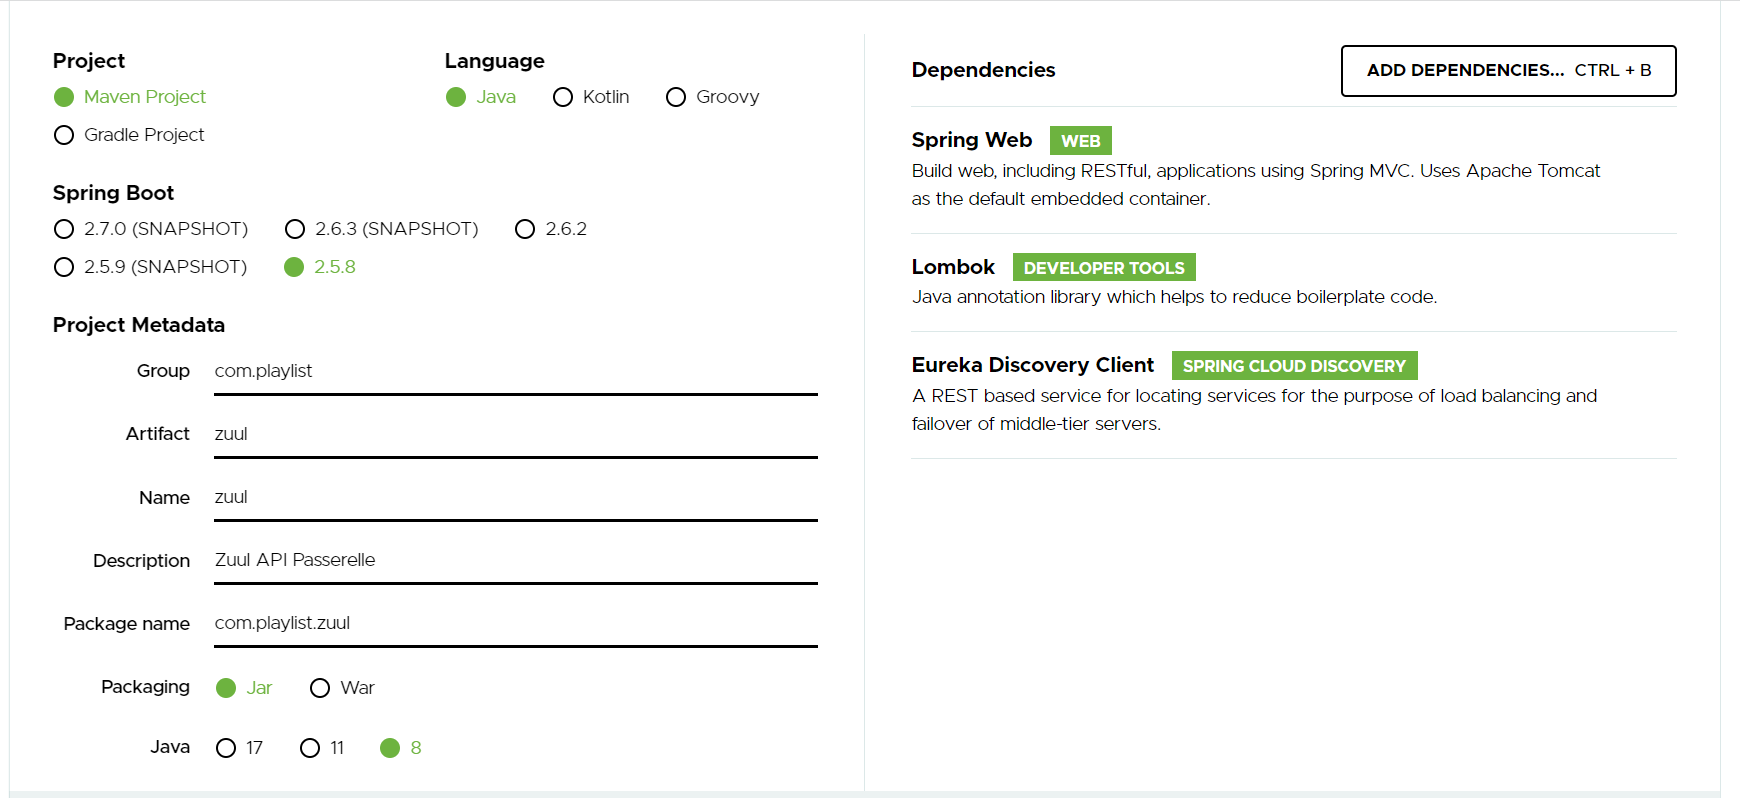 Project
Maven Project
Gradle Project
Language
Java Kotlin Groovy
Spring Boot
2.7.0 (SNAPSHOT) 2.6.3 (SNAPSHOT) 2.6.2
2.5.9 (SNAPSHOT) 2.5.8
Project Metadata
Group com.playlist
Artifact zuul
Name zuul
Description Zuul API Passerelle
Package name com.playlist.zuul
Packaging Jar War
Java 17 11 8
Dependencies
ADD DEPENDENCIES... CTRL + B
Spring Web WEB
Build web, including RESTful, applications using Spring MVC. Uses Apache Tomcat
as the default embedded container.
Lombok DEVELOPER TOOLS
Java annotation library which helps to reduce boilerplate code.
Eureka Discovery Client SPRING CLOUD DISCOVERY
A REST based service for locating services for the purpose of load balancing and
failover of middle-tier servers.